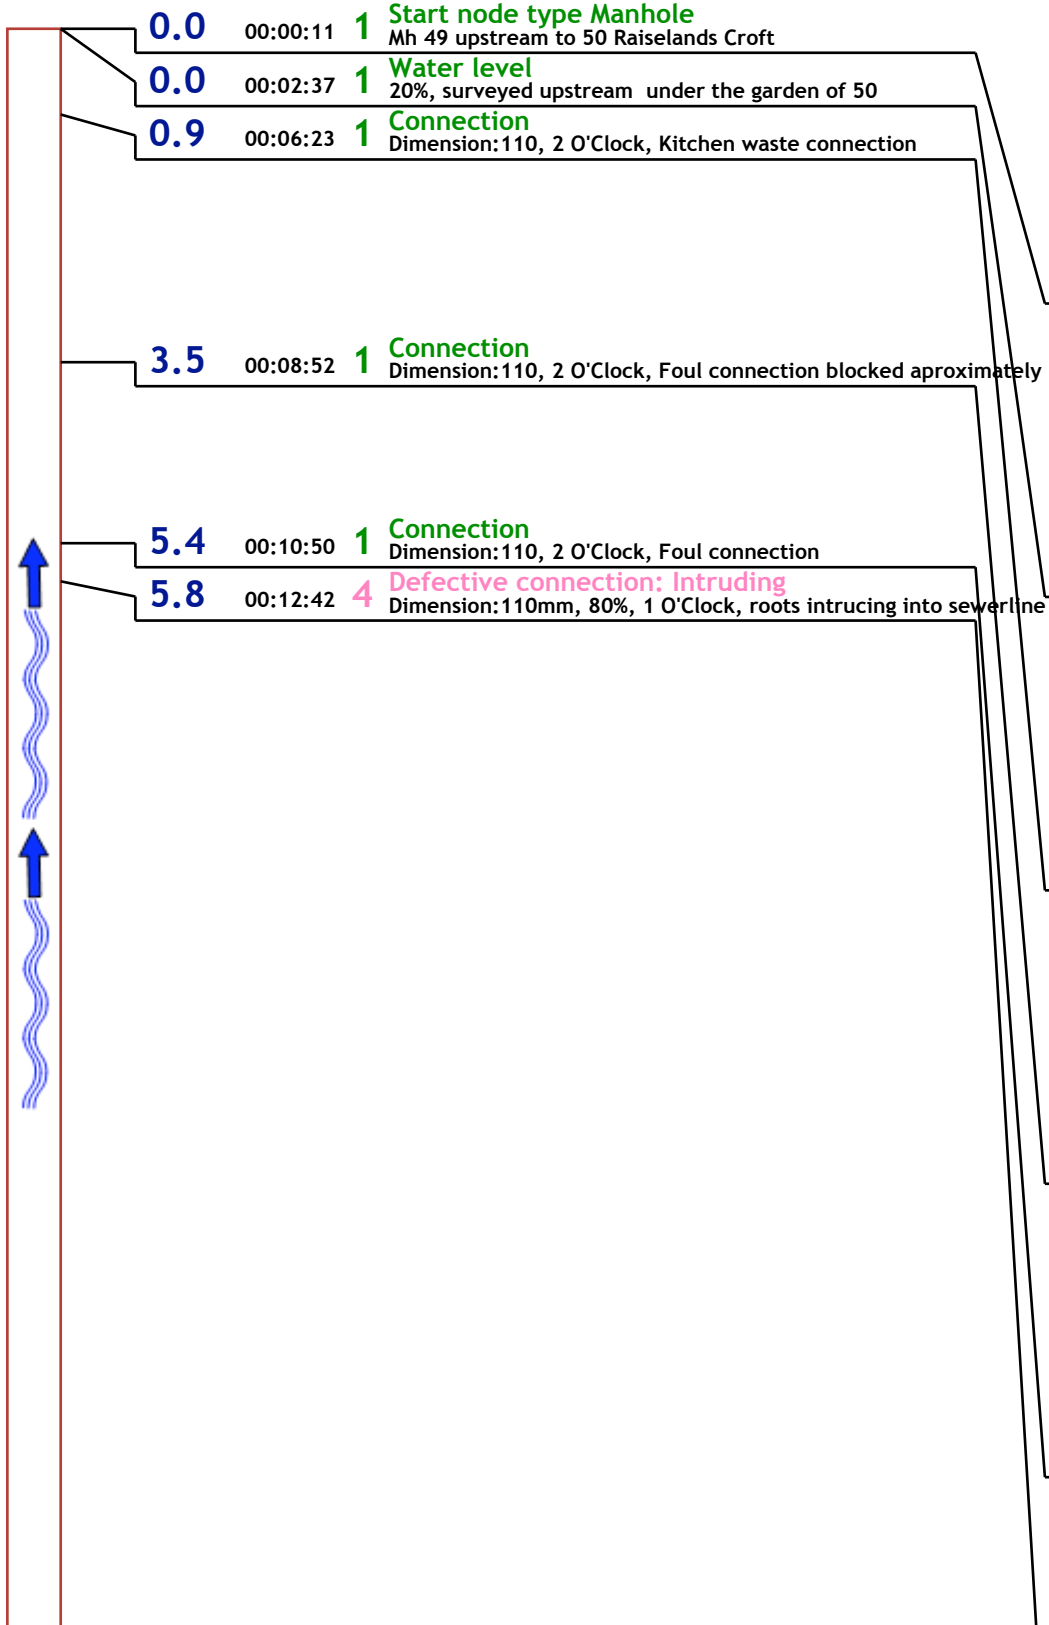 0.0 00:00:11 1 Start node type Manhole
Mh 49 upstream to 50 Raiselands Croft
0.0 00:02:37 1 Water level
20%, surveyed upstream under the garden of 50
0.9 00:06:23 1 Connection
Dimension:110, 2 O'Clock, Kitchen waste connection
3.5 00:08:52 1 Connection
Dimension:110, 2 O'Clock, Foul connection blocked aproximately
5.4 00:10:50 1 Connection
Dimension:110, 2 O'Clock, Foul connection
5.8 00:12:42 4 Defective connection: Intruding
Dimension:110mm, 80%, 1 O'Clock, roots intrucing into sewerline